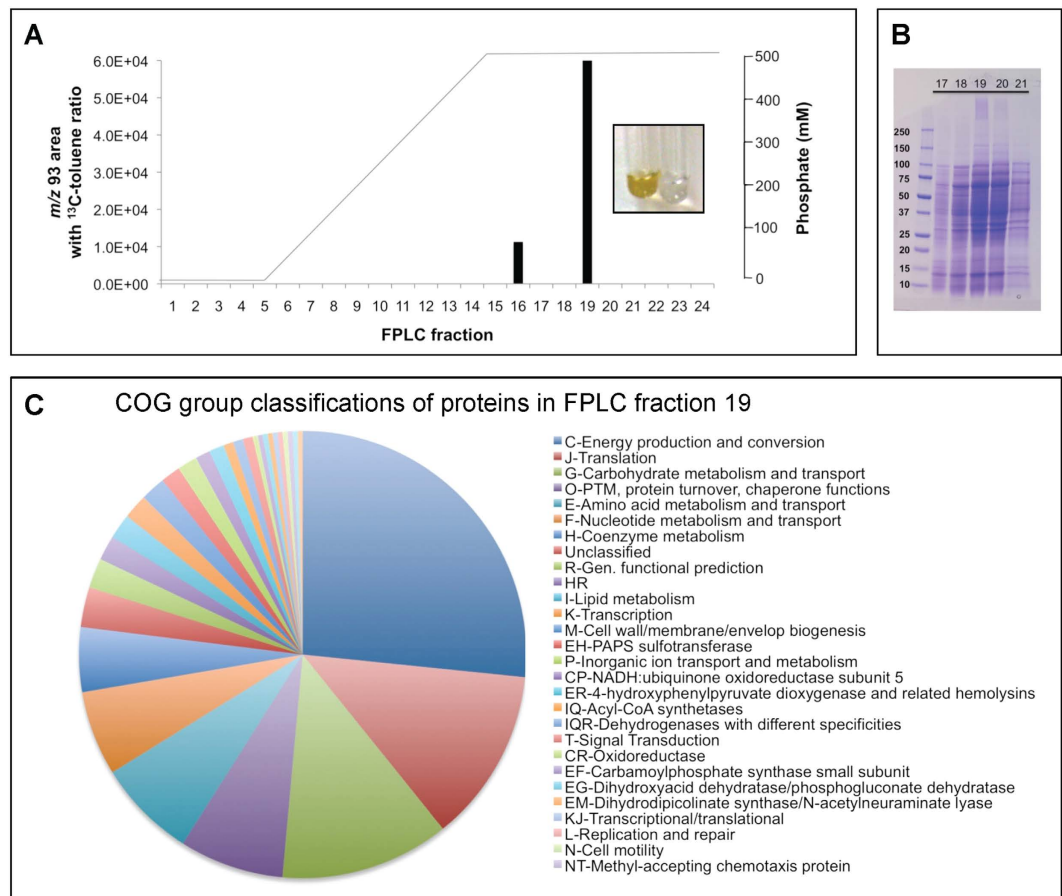 A
m/z 93 area
with ¹³C-toluene ratio
6.0E+04
5.0E+04
4.0E+04
3.0E+04
2.0E+04
1.0E+04
0.0E+00
1 2 3 4 5 6 7 8 9 10 11 12 13 14 15 16 17 18 19 20 21 22 23 24
FPLC fraction
500
400
300
200
100
0
Phosphate (mM)
B
17 18 19 20 21
250
150
100
75
50
37
25
20
15
10
C
COG group classifications of proteins in FPLC fraction 19
C-Energy production and conversion
J-Translation
G-Carbohydrate metabolism and transport
O-PTM, protein turnover, chaperone functions
E-Amino acid metabolism and transport
F-Nucleotide metabolism and transport
H-Coenzyme metabolism
Unclassified
R-Gen. functional prediction
HR
I-Lipid metabolism
K-Transcription
M-Cell wall/membrane/envelop biogenesis
EH-PAPS sulfotransferase
P-Inorganic ion transport and metabolism
CP-NADH:ubiquinone oxidoreductase subunit 5
ER-4-hydroxyphenylpyruvate dioxygenase and related hemolysins
IQ-Acyl-CoA synthetases
IQR-Dehydrogenases with different specificities
T-Signal Transduction
CR-Oxidoreductase
EF-Carbamoylphosphate synthase small subunit
EG-Dihydroxyacid dehydratase/phosphogluconate dehydratase
EM-Dihydrodipicolinate synthase/N-acetylneuraminate lyase
KJ-Transcriptional/translational
L-Replication and repair
N-Cell motility
NT-Methyl-accepting chemotaxis protein